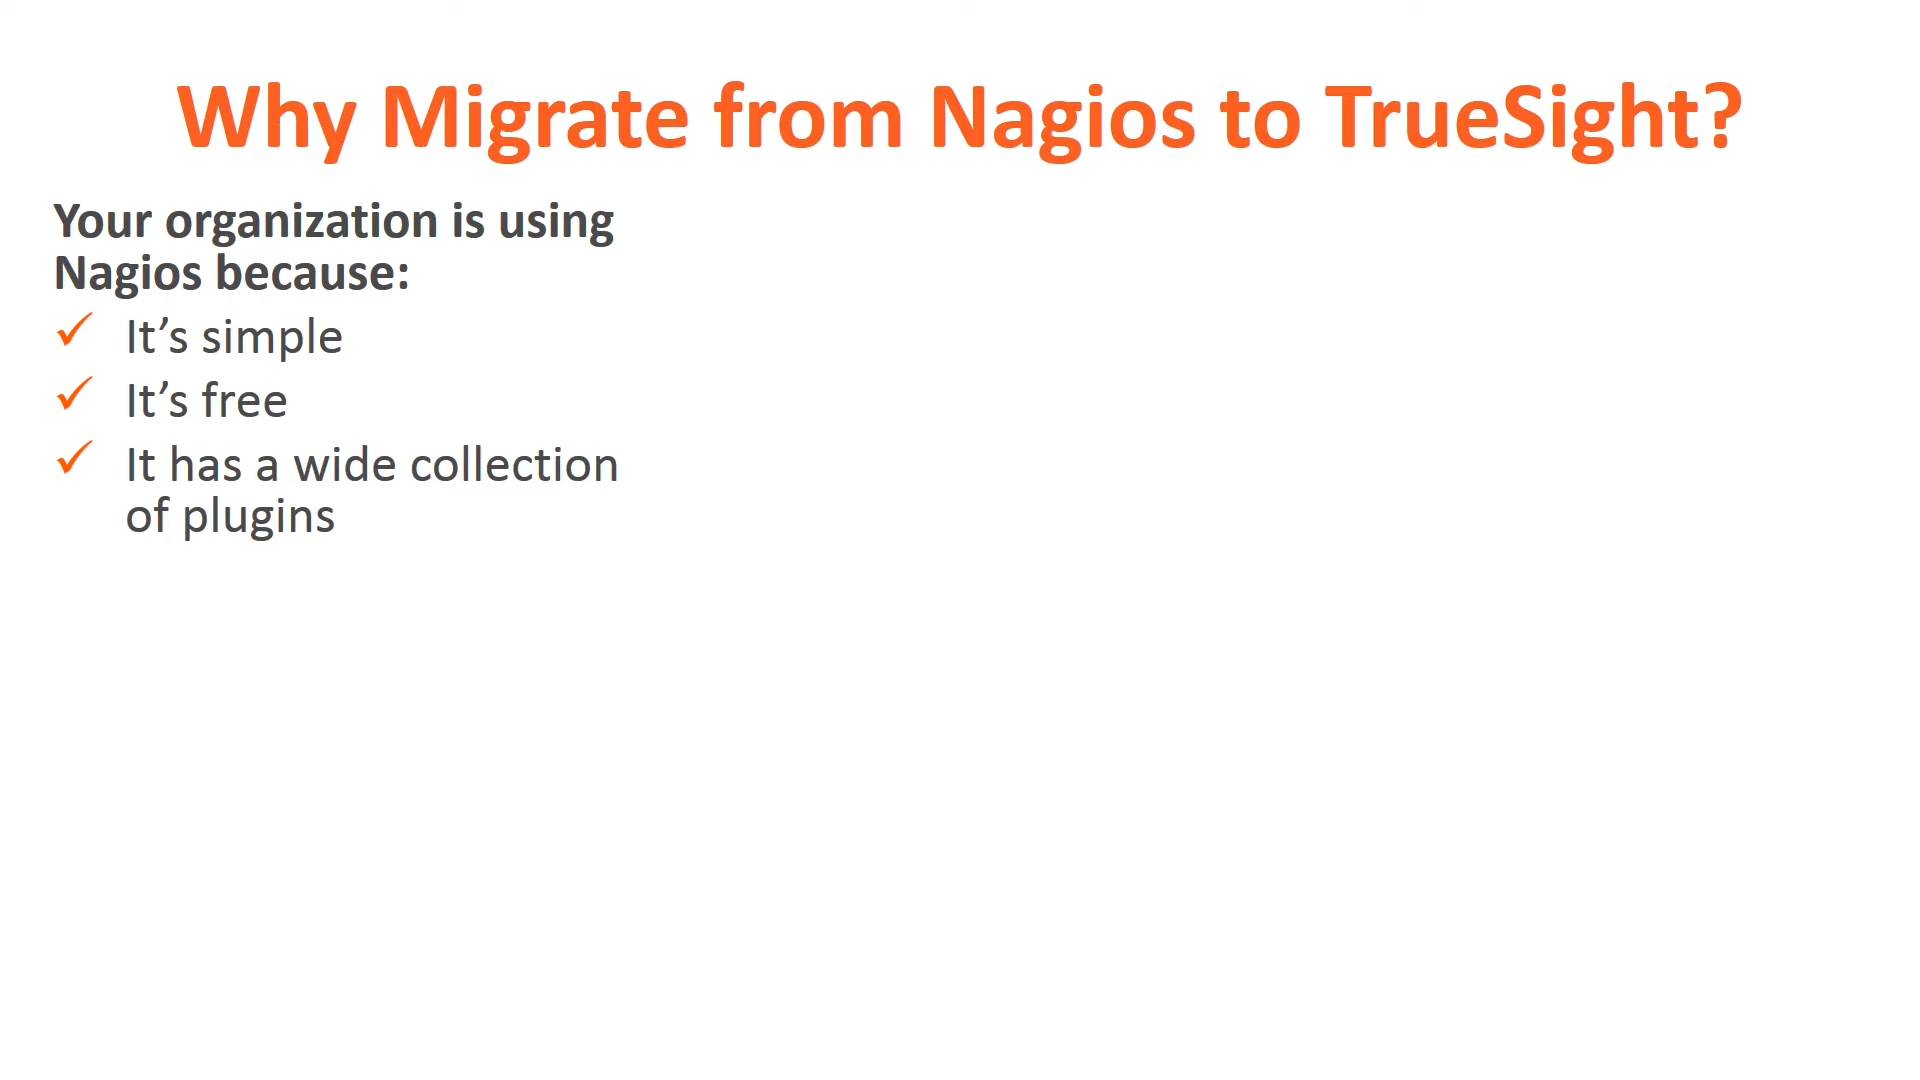 Why Migrate from Nagios to TrueSight?
Your organization is using
Nagios because:
✓ It’s simple
✓ It’s free
✓ It has a wide collection
of plugins